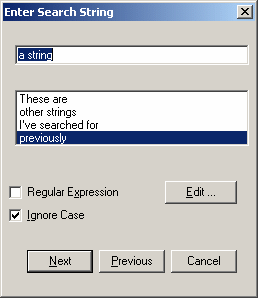 Enter Search String
a string
These are
other strings
I've searched for
previously
Regular Expression
Edit ...
Ignore Case
Next
Previous
Cancel